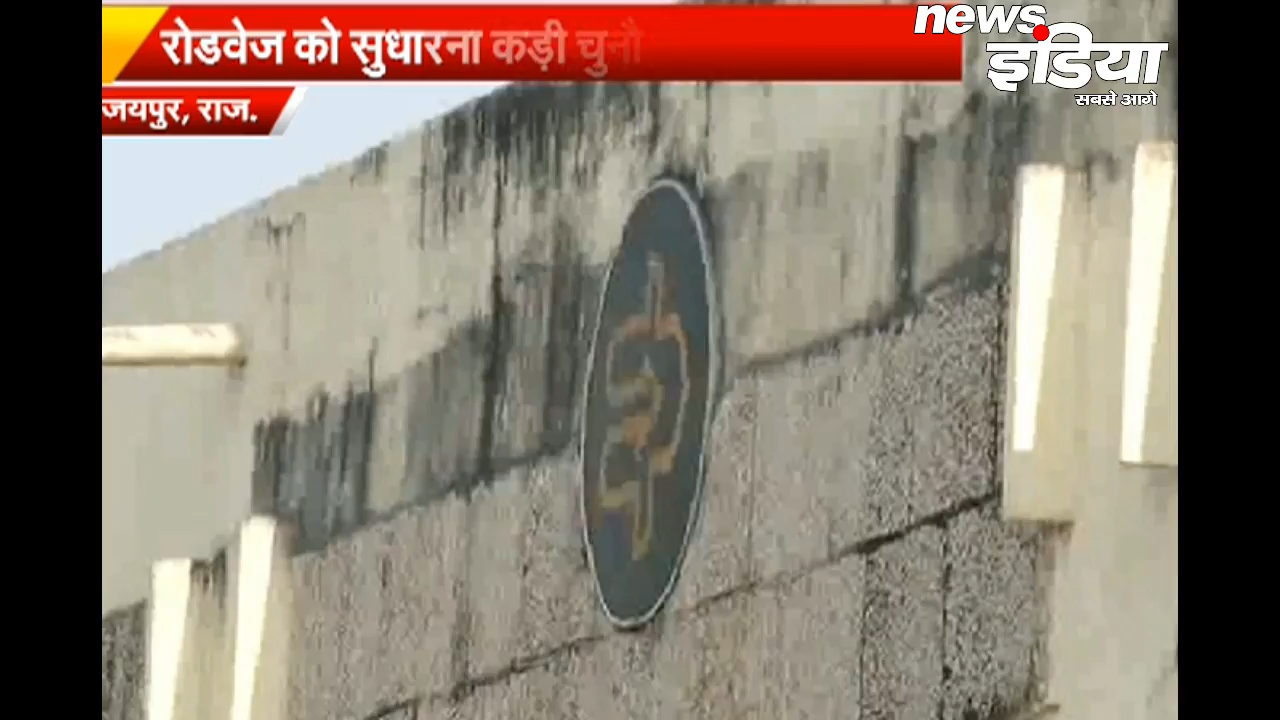 रोडवेज को सुधारना कड़ी चुनौ
जयपुर, राज.
news
इंडिया
सबसे आगे